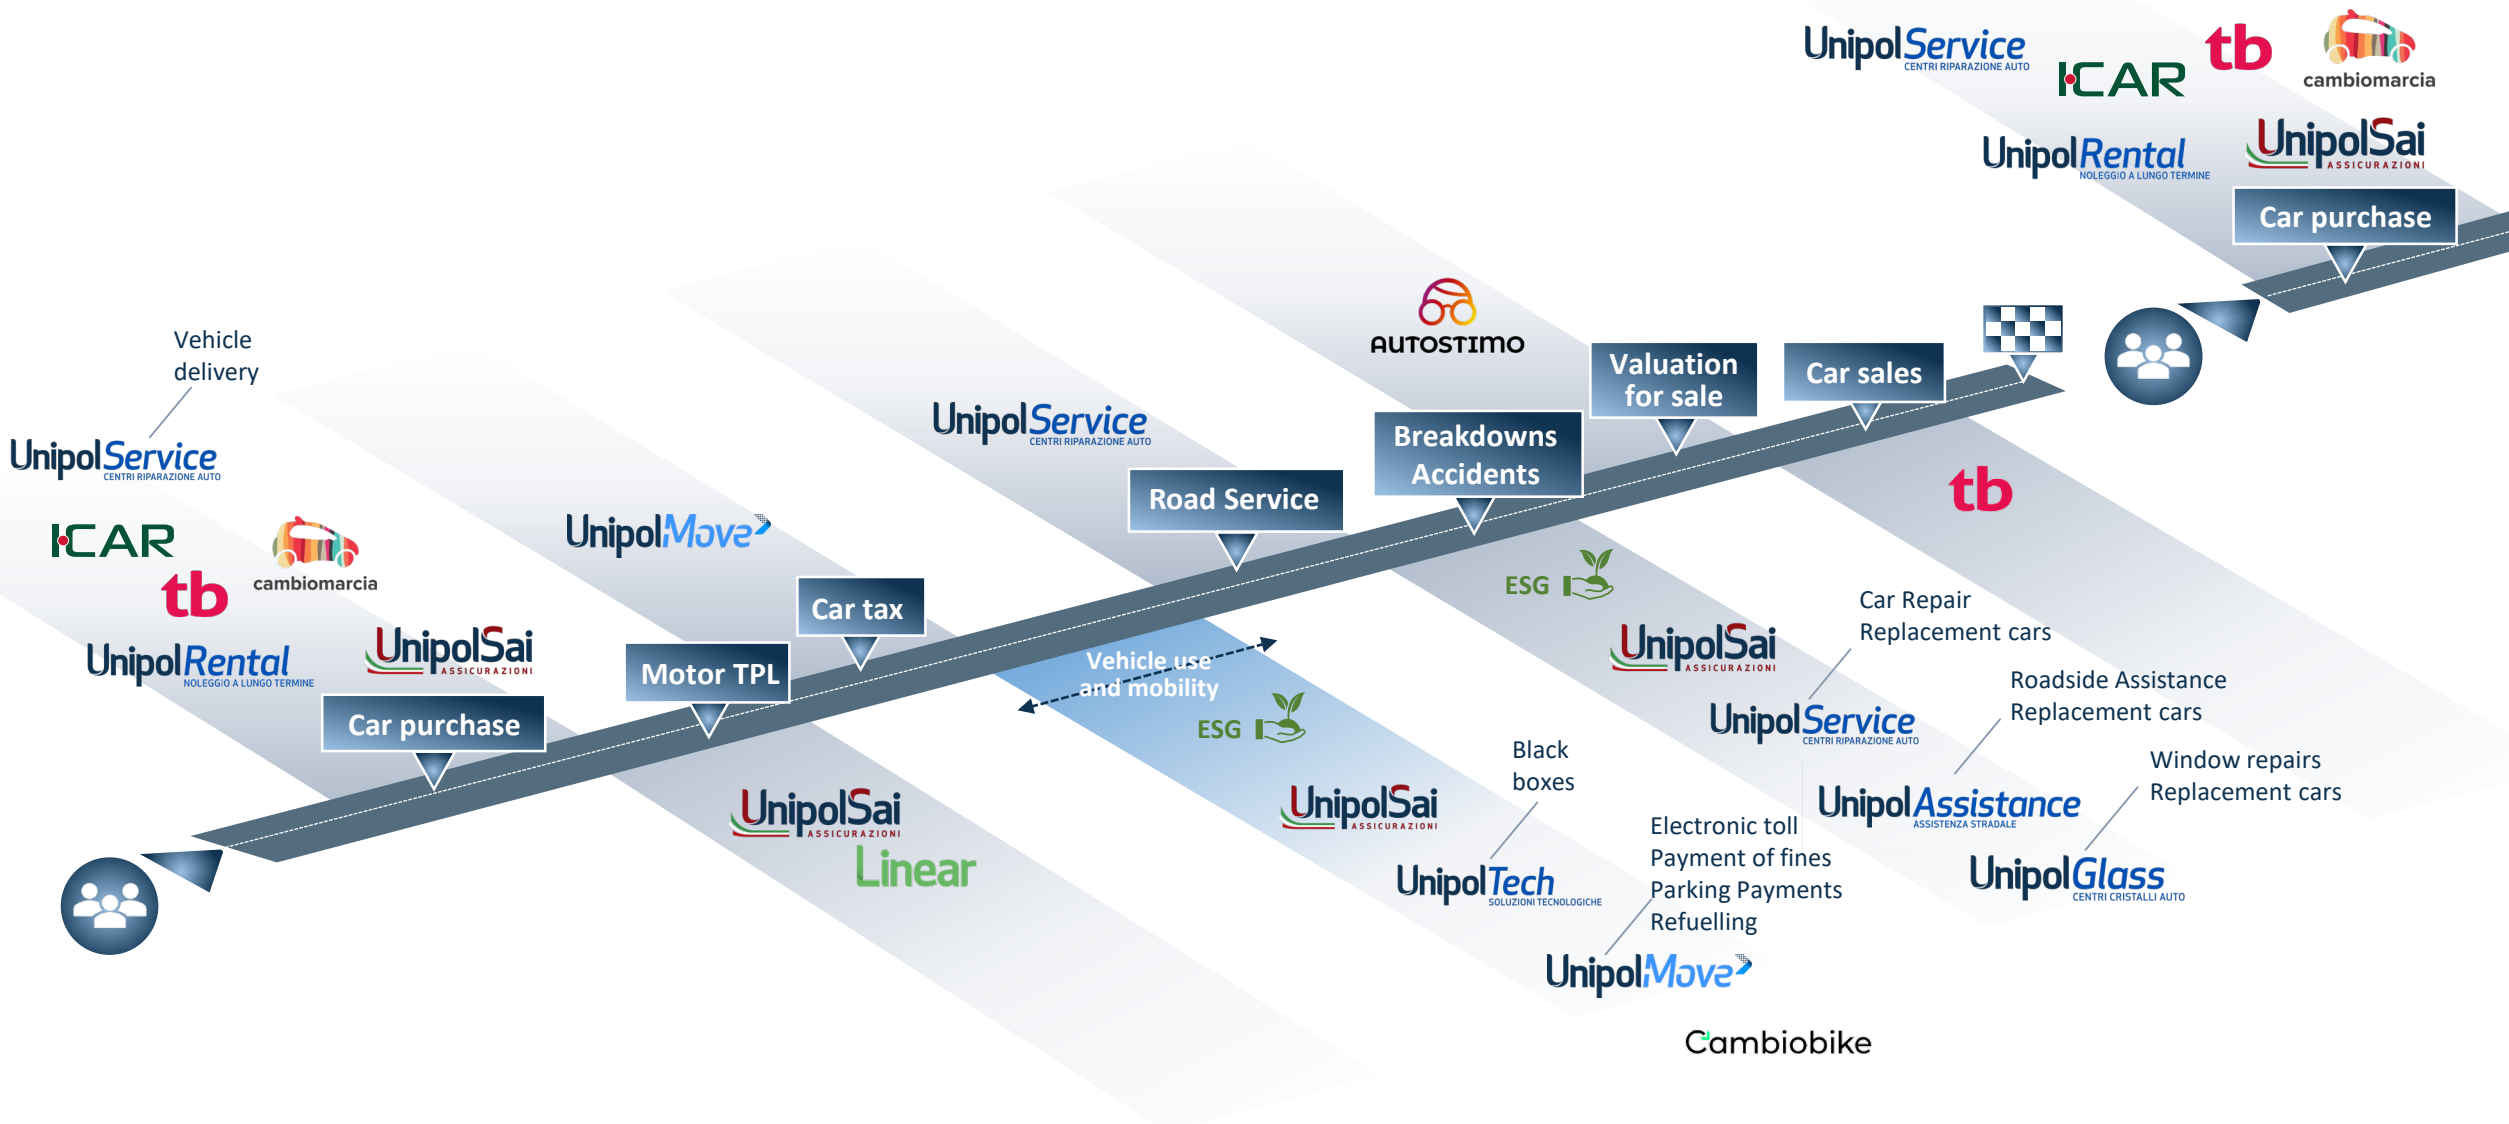 UnipolService
CENTRI RIPARAZIONE AUTO
ICAR
tb
cambiomarcia
UnipolRental
NOLEGGIO A LUNGO TERMINE
UnipolSai
ASSICURAZIONI
Car purchase
AUTOSTIMO
Valuation
for sale
Car sales
Vehicle
delivery
UnipolService
CENTRI RIPARAZIONE AUTO
UnipolService
CENTRI RIPARAZIONE AUTO
Breakdowns
Accidents
Road Service
tb
ICAR
cambiomarcia
tb
UnipolRental
NOLEGGIO A LUNGO TERMINE
UnipolSai
ASSICURAZIONI
Car purchase
UnipolMove
Car tax
Motor TPL
Vehicle use
and mobility
ESG
ESG
UnipolSai
ASSICURAZIONI
Linear
UnipolSai
ASSICURAZIONI
Black
boxes
UnipolTech
SOLUZIONI TECNOLOGICHE
Electronic toll
Payment of fines
Parking Payments
Refuelling
UnipolMove
Cambiobike
UnipolSai
ASSICURAZIONI
Car Repair
Replacement cars
UnipolService
CENTRI RIPARAZIONE AUTO
Roadside Assistance
Replacement cars
UnipolAssistance
ASSISTENZA STRADALE
Window repairs
Replacement cars
UnipolGlass
CENTRI CRISTALLI AUTO